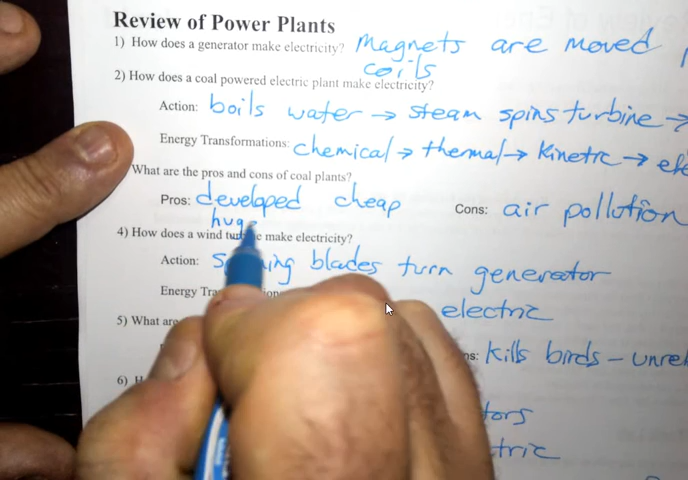 Review of Power Plants
1) How does a generator make electricity? Magnets are moved
coils
2) How does a coal powered electric plant make electricity?
Action: boils water → steam spins turbine →
Energy Transformations: chemical → thermal → kinetic → ele
What are the pros and cons of coal plants?
Pros: developed cheap Cons: air pollution
huge
4) How does a wind turbine make electricity?
Action: blades turn generator
Energy electric
5) What are kills birds -
6)